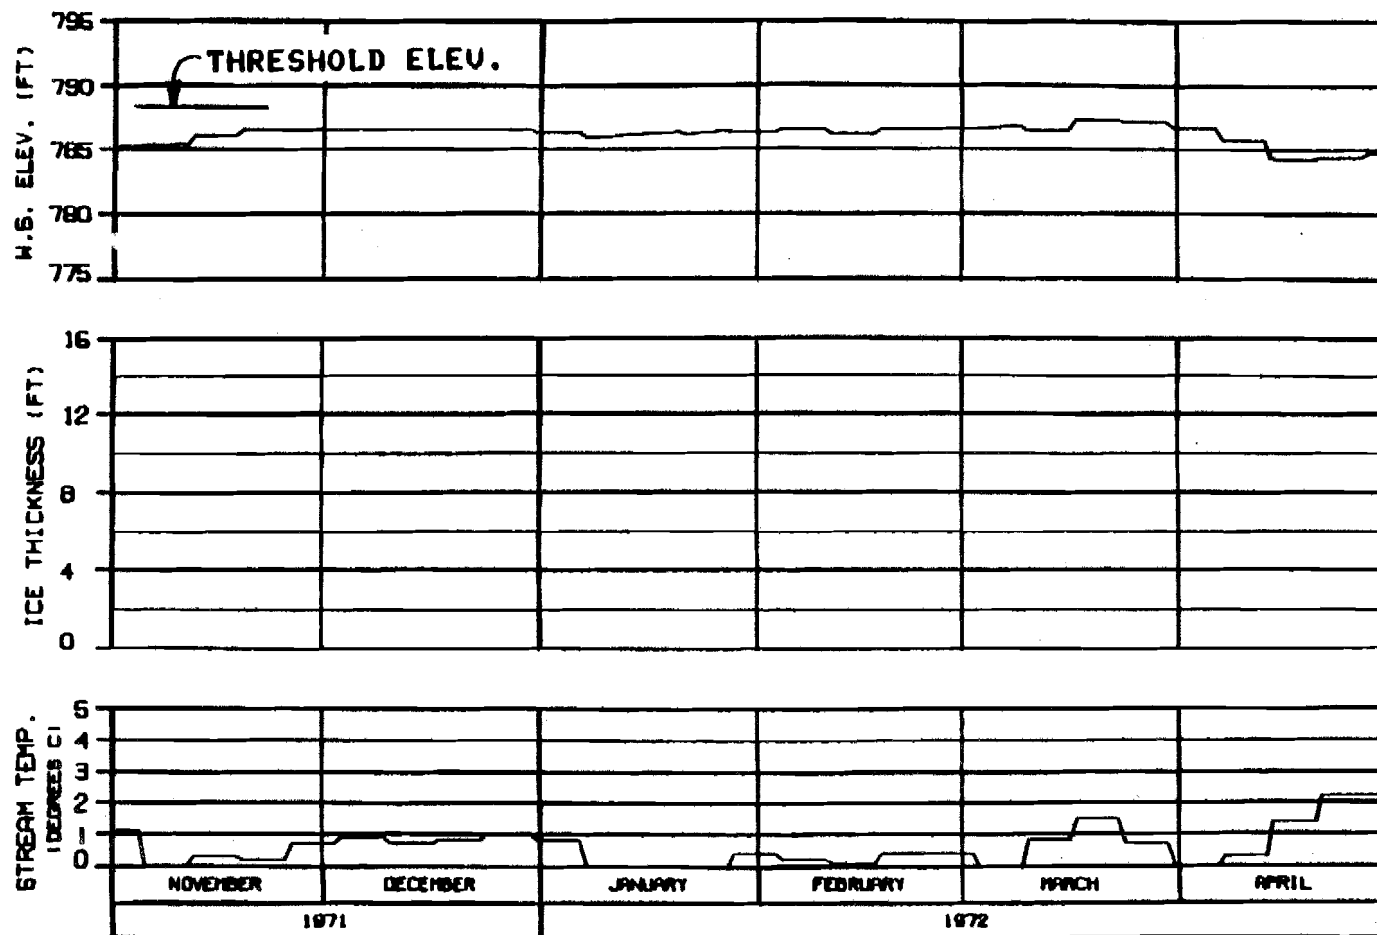 795
THRESHOLD ELEV.
790
785
780
775
W.S. ELEV. (FT)
16
12
8
4
0
ICE THICKNESS (FT)
5
4
3
2
1
0
STREAM TEMP.
(DEGREES C)
NOVEMBER DECEMBER JANUARY FEBRUARY MARCH APRIL
1971 1972